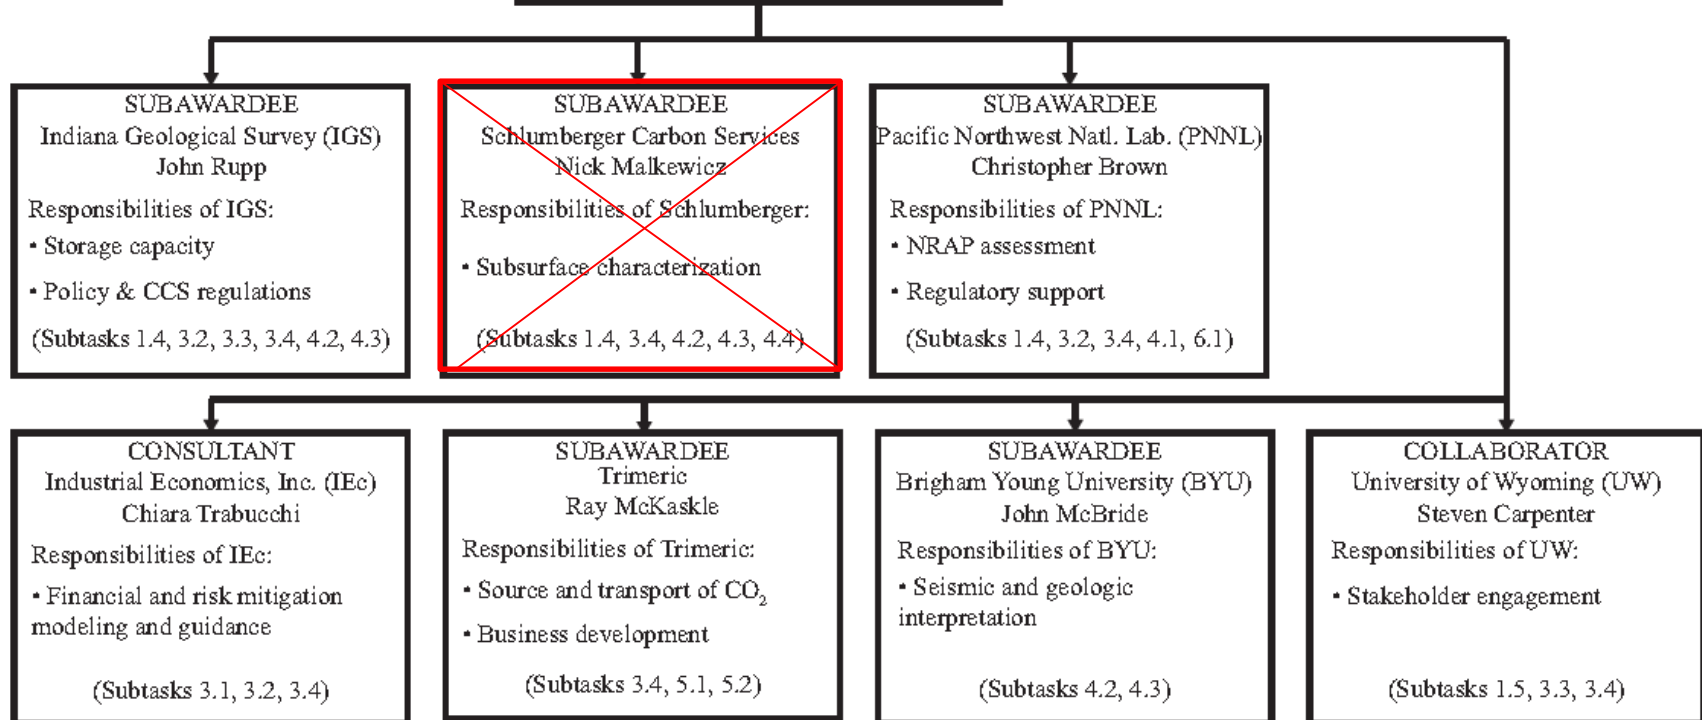 SUBAWARDEE
Indiana Geological Survey (IGS)
John Rupp
Responsibilities of IGS:
▪ Storage capacity
▪ Policy & CCS regulations
(Subtasks 1.4, 3.2, 3.3, 3.4, 4.2, 4.3)
SUBAWARDEE
Schlumberger Carbon Services
Nick Malkewicz
Responsibilities of Schlumberger:
▪ Subsurface characterization
(Subtasks 1.4, 3.4, 4.2, 4.3, 4.4)
SUBAWARDEE
Pacific Northwest Natl. Lab. (PNNL)
Christopher Brown
Responsibilities of PNNL:
▪ NRAP assessment
▪ Regulatory support
(Subtasks 1.4, 3.2, 3.4, 4.1, 6.1)
CONSULTANT
Industrial Economics, Inc. (IEc)
Chiara Trabucchi
Responsibilities of IEc:
▪ Financial and risk mitigation
modeling and guidance
(Subtasks 3.1, 3.2, 3.4)
SUBAWARDEE
Trimeric
Ray McKaskle
Responsibilities of Trimeric:
▪ Source and transport of CO₂
▪ Business development
(Subtasks 3.4, 5.1, 5.2)
SUBAWARDEE
Brigham Young University (BYU)
John McBride
Responsibilities of BYU:
▪ Seismic and geologic
interpretation
(Subtasks 4.2, 4.3)
COLLABORATOR
University of Wyoming (UW)
Steven Carpenter
Responsibilities of UW:
▪ Stakeholder engagement
(Subtasks 1.5, 3.3, 3.4)